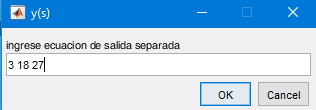 y(s)
ingrese ecuacion de salida separada
3 18 27
OK
Cancel